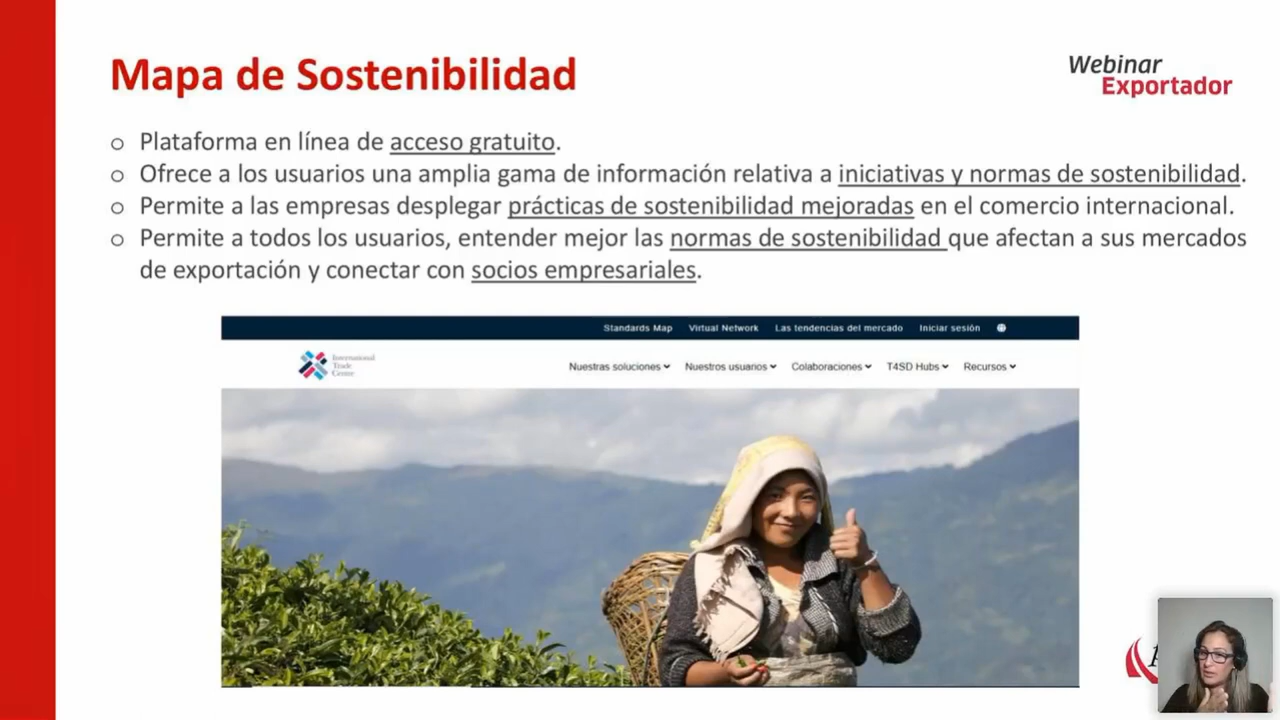 Mapa de Sostenibilidad
Webinar
Exportador
o Plataforma en línea de acceso gratuito.
o Ofrece a los usuarios una amplia gama de información relativa a iniciativas y normas de sostenibilidad.
o Permite a las empresas desplegar prácticas de sostenibilidad mejoradas en el comercio internacional.
o Permite a todos los usuarios, entender mejor las normas de sostenibilidad que afectan a sus mercados
de exportación y conectar con socios empresariales.
Standards Map Virtual Network Las tendencias del mercado Iniciar sesión
International
Trade
Centre
Nuestras soluciones Nuestros usuarios Colaboraciones T4SD Hubs Recursos